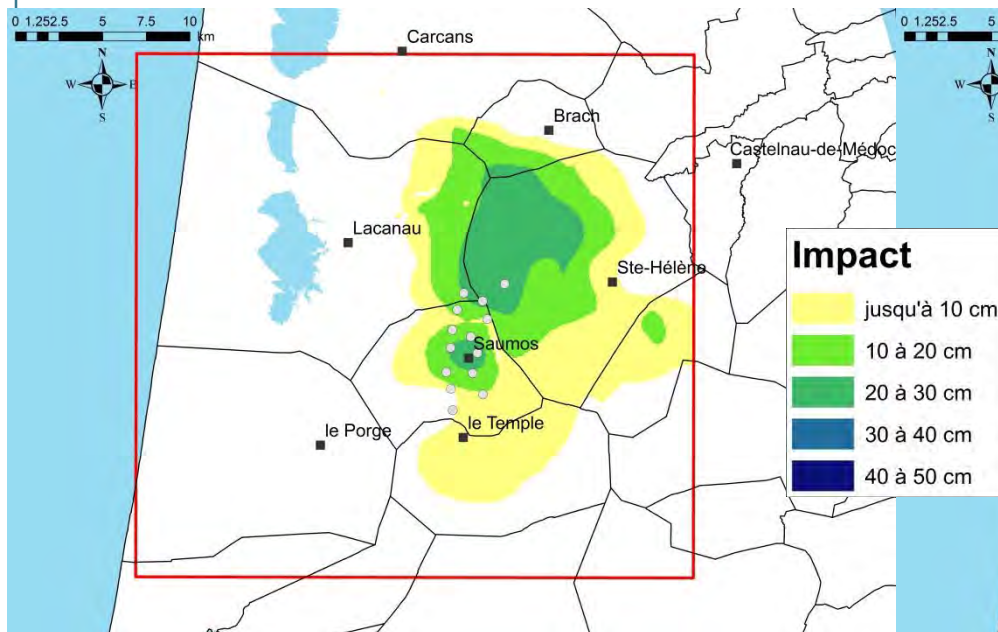 0 1.252.5 5 7.5 10
km
N
W E
S
Carcans
Brach
Castelnau-de-Médoc
Lacanau
Ste-Hélène
Saumos
le Temple
le Porge
0 1.252.5 5
N
W
S
Impact
jusqu'à 10 cm
10 à 20 cm
20 à 30 cm
30 à 40 cm
40 à 50 cm